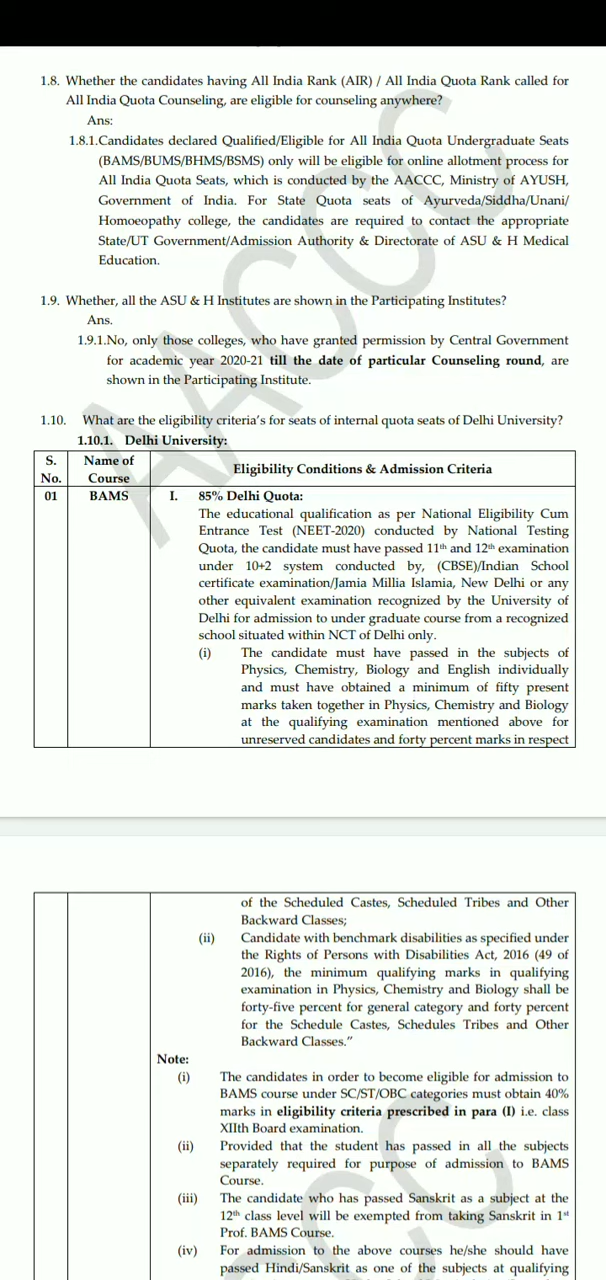 1.8. Whether the candidates having All India Rank (AIR) / All India Quota Rank called for
All India Quota Counseling, are eligible for counseling anywhere?
Ans:
1.8.1.Candidates declared Qualified/Eligible for All India Quota Undergraduate Seats
(BAMS/BUMS/BHMS/BSMS) only will be eligible for online allotment process for
All India Quota Seats, which is conducted by the AACCC, Ministry of AYUSH,
Government of India. For State Quota seats of Ayurveda/Siddha/Unani/
Homoeopathy college, the candidates are required to contact the appropriate
State/UT Government/Admission Authority & Directorate of ASU & H Medical
Education.
1.9. Whether, all the ASU & H Institutes are shown in the Participating Institutes?
Ans.
1.9.1.No, only those colleges, who have granted permission by Central Government
for academic year 2020-21 till the date of particular Counseling round, are
shown in the Participating Institute.
1.10. What are the eligibility criteria's for seats of internal quota seats of Delhi University?
1.10.1. Delhi University:
S. No. Name of Course Eligibility Conditions & Admission Criteria
01 BAMS I. 85% Delhi Quota:
The educational qualification as per National Eligibility Cum
Entrance Test (NEET-2020) conducted by National Testing
Quota, the candidate must have passed 11th and 12th examination
under 10+2 system conducted by, (CBSE)/Indian School
certificate examination/Jamia Millia Islamia, New Delhi or any
other equivalent examination recognized by the University of
Delhi for admission to under graduate course from a recognized
school situated within NCT of Delhi only.
(i) The candidate must have passed in the subjects of
Physics, Chemistry, Biology and English individually
and must have obtained a minimum of fifty present
marks taken together in Physics, Chemistry and Biology
at the qualifying examination mentioned above for
unreserved candidates and forty percent marks in respect
of the Scheduled Castes, Scheduled Tribes and Other
Backward Classes;
(ii) Candidate with benchmark disabilities as specified under
the Rights of Persons with Disabilities Act, 2016 (49 of
2016), the minimum qualifying marks in qualifying
examination in Physics, Chemistry and Biology shall be
forty-five percent for general category and forty percent
for the Schedule Castes, Schedules Tribes and Other
Backward Classes."
Note:
(i) The candidates in order to become eligible for admission to
BAMS course under SC/ST/OBC categories must obtain 40%
marks in eligibility criteria prescribed in para (I) i.e. class
XIIth Board examination.
(ii) Provided that the student has passed in all the subjects
separately required for purpose of admission to BAMS
Course.
(iii) The candidate who has passed Sanskrit as a subject at the
12th class level will be exempted from taking Sanskrit in 1st
Prof. BAMS Course.
(iv) For admission to the above courses he/she should have
passed Hindi/Sanskrit as one of the subjects at qualifying
AACCC